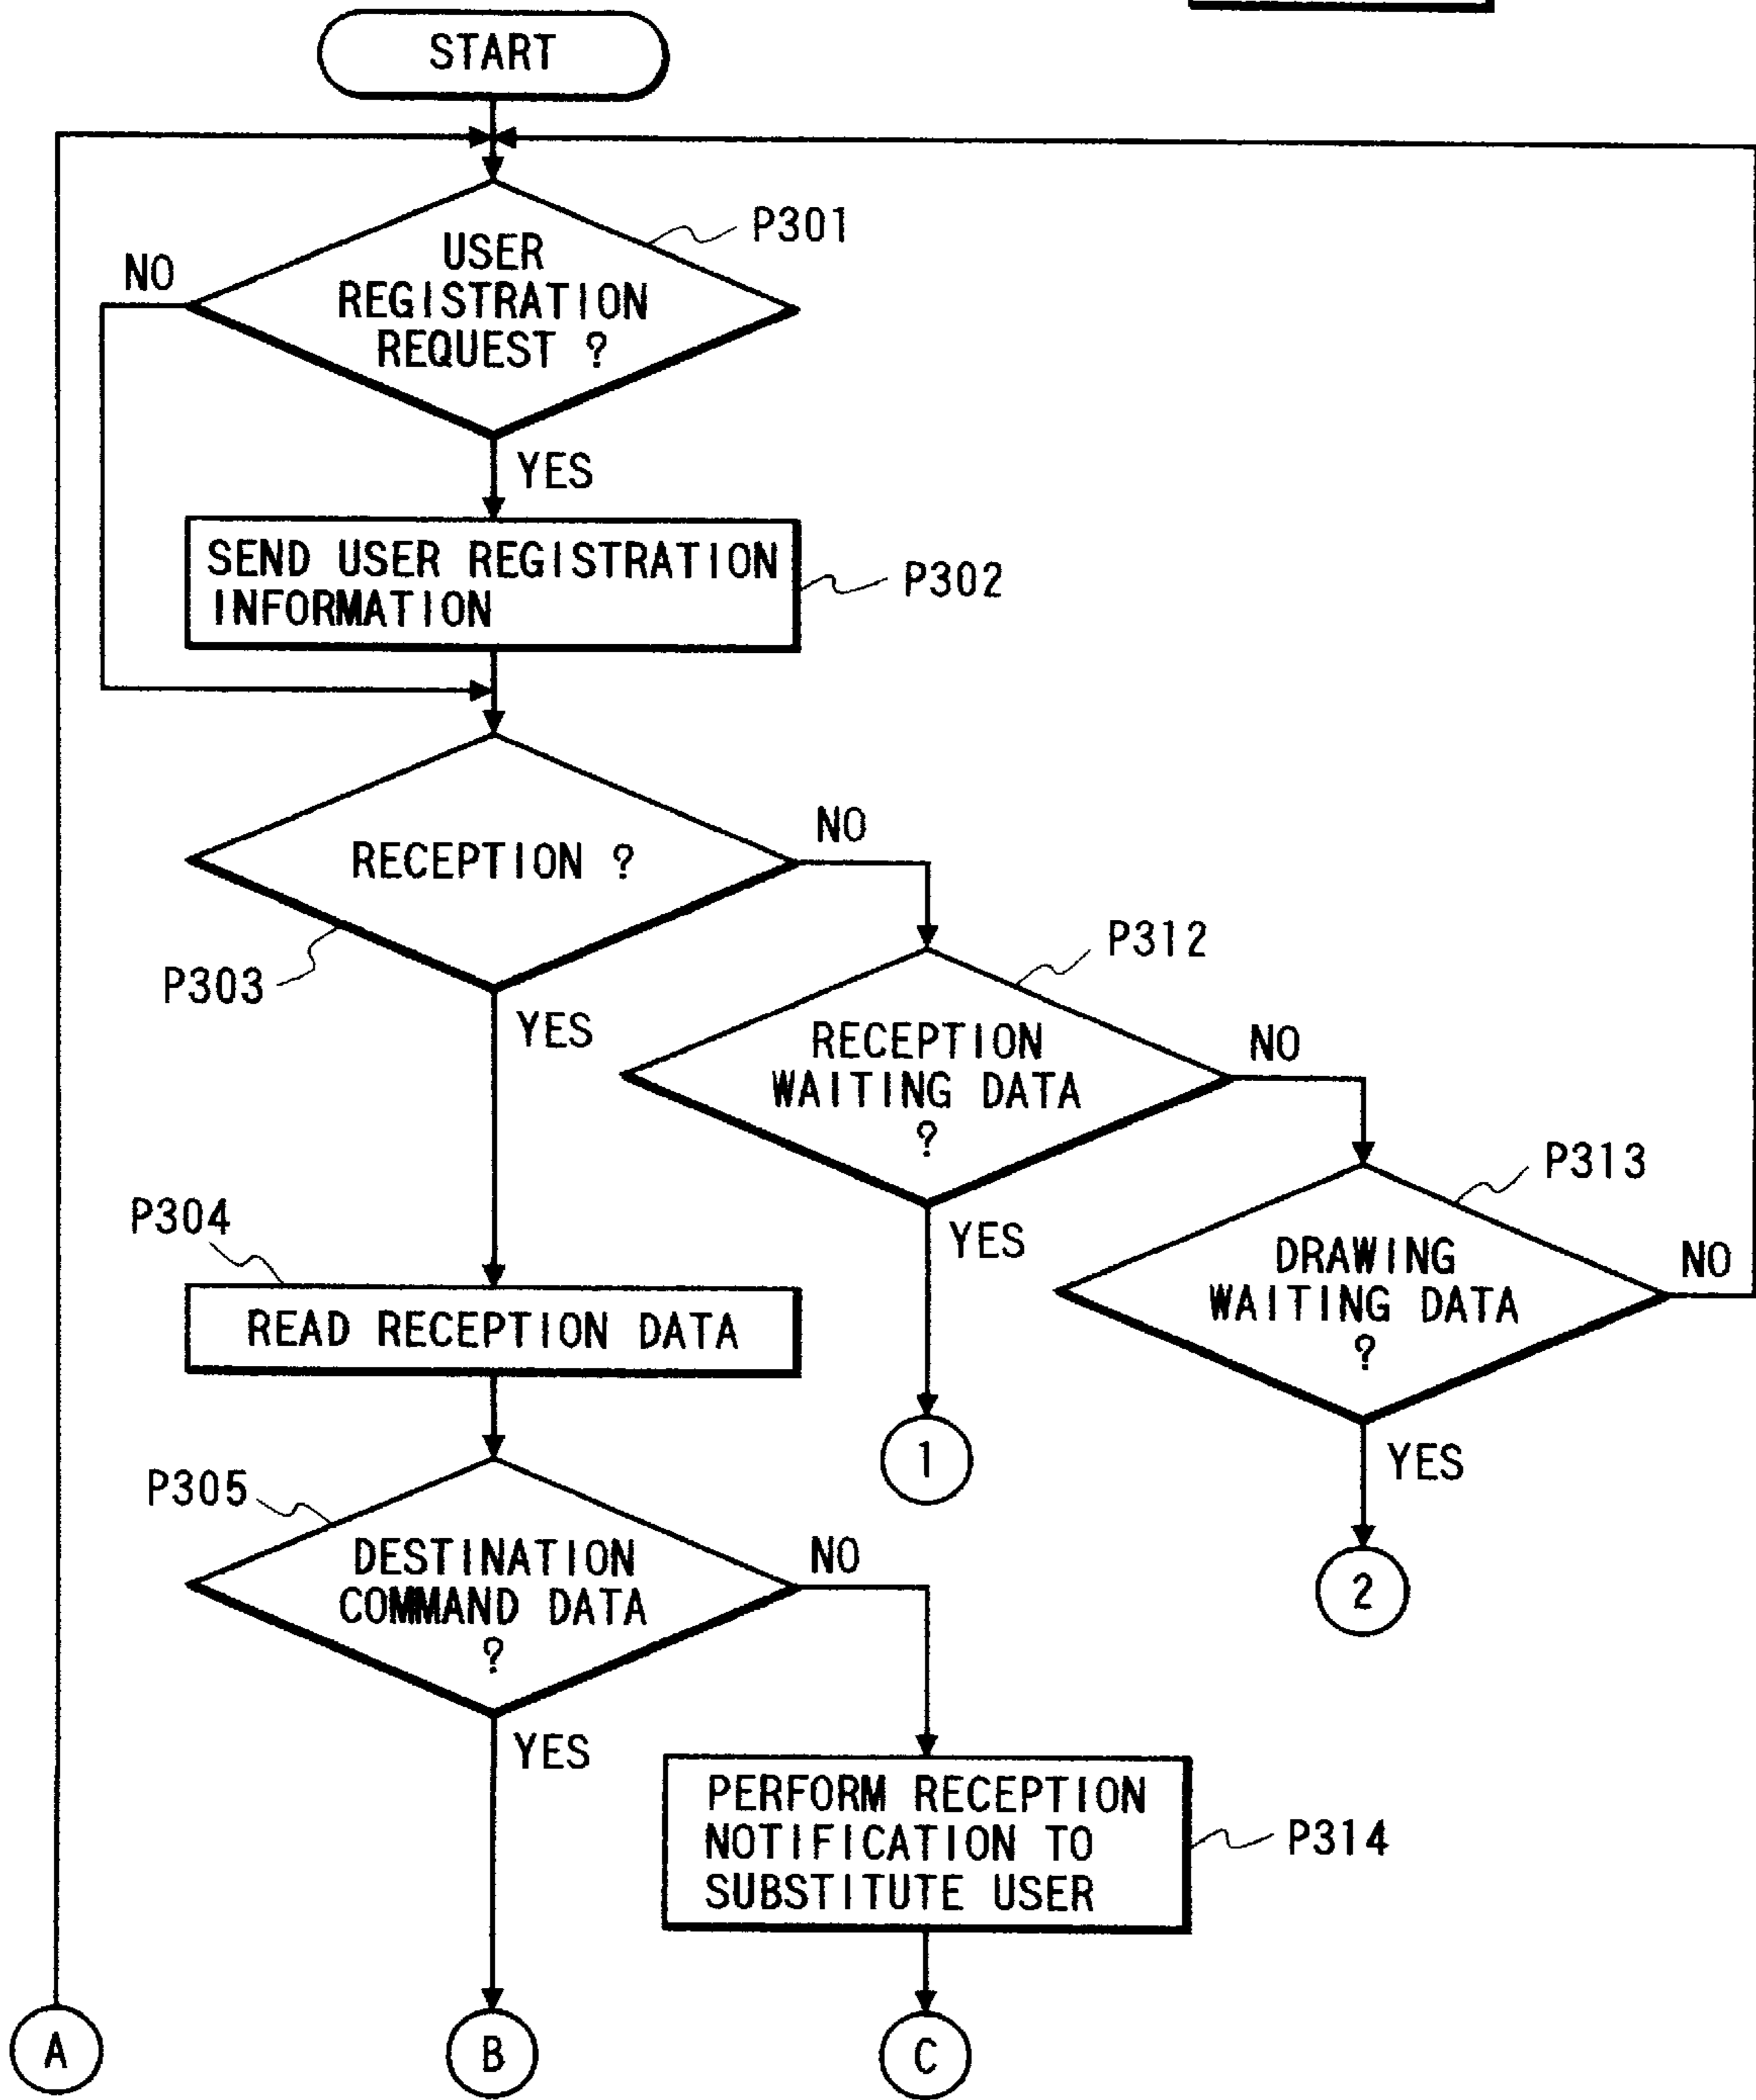 START
P301
NO
USER
REGISTRATION
REQUEST ?
YES
SEND USER REGISTRATION
INFORMATION
P302
RECEPTION ?
NO
P303
YES
P312
RECEPTION
WAITING DATA
?
NO
YES
P313
DRAWING
WAITING DATA
?
NO
YES
P304
READ RECEPTION DATA
1
2
P305
DESTINATION
COMMAND DATA
?
NO
YES
PERFORM RECEPTION
NOTIFICATION TO
SUBSTITUTE USER
P314
A
B
C